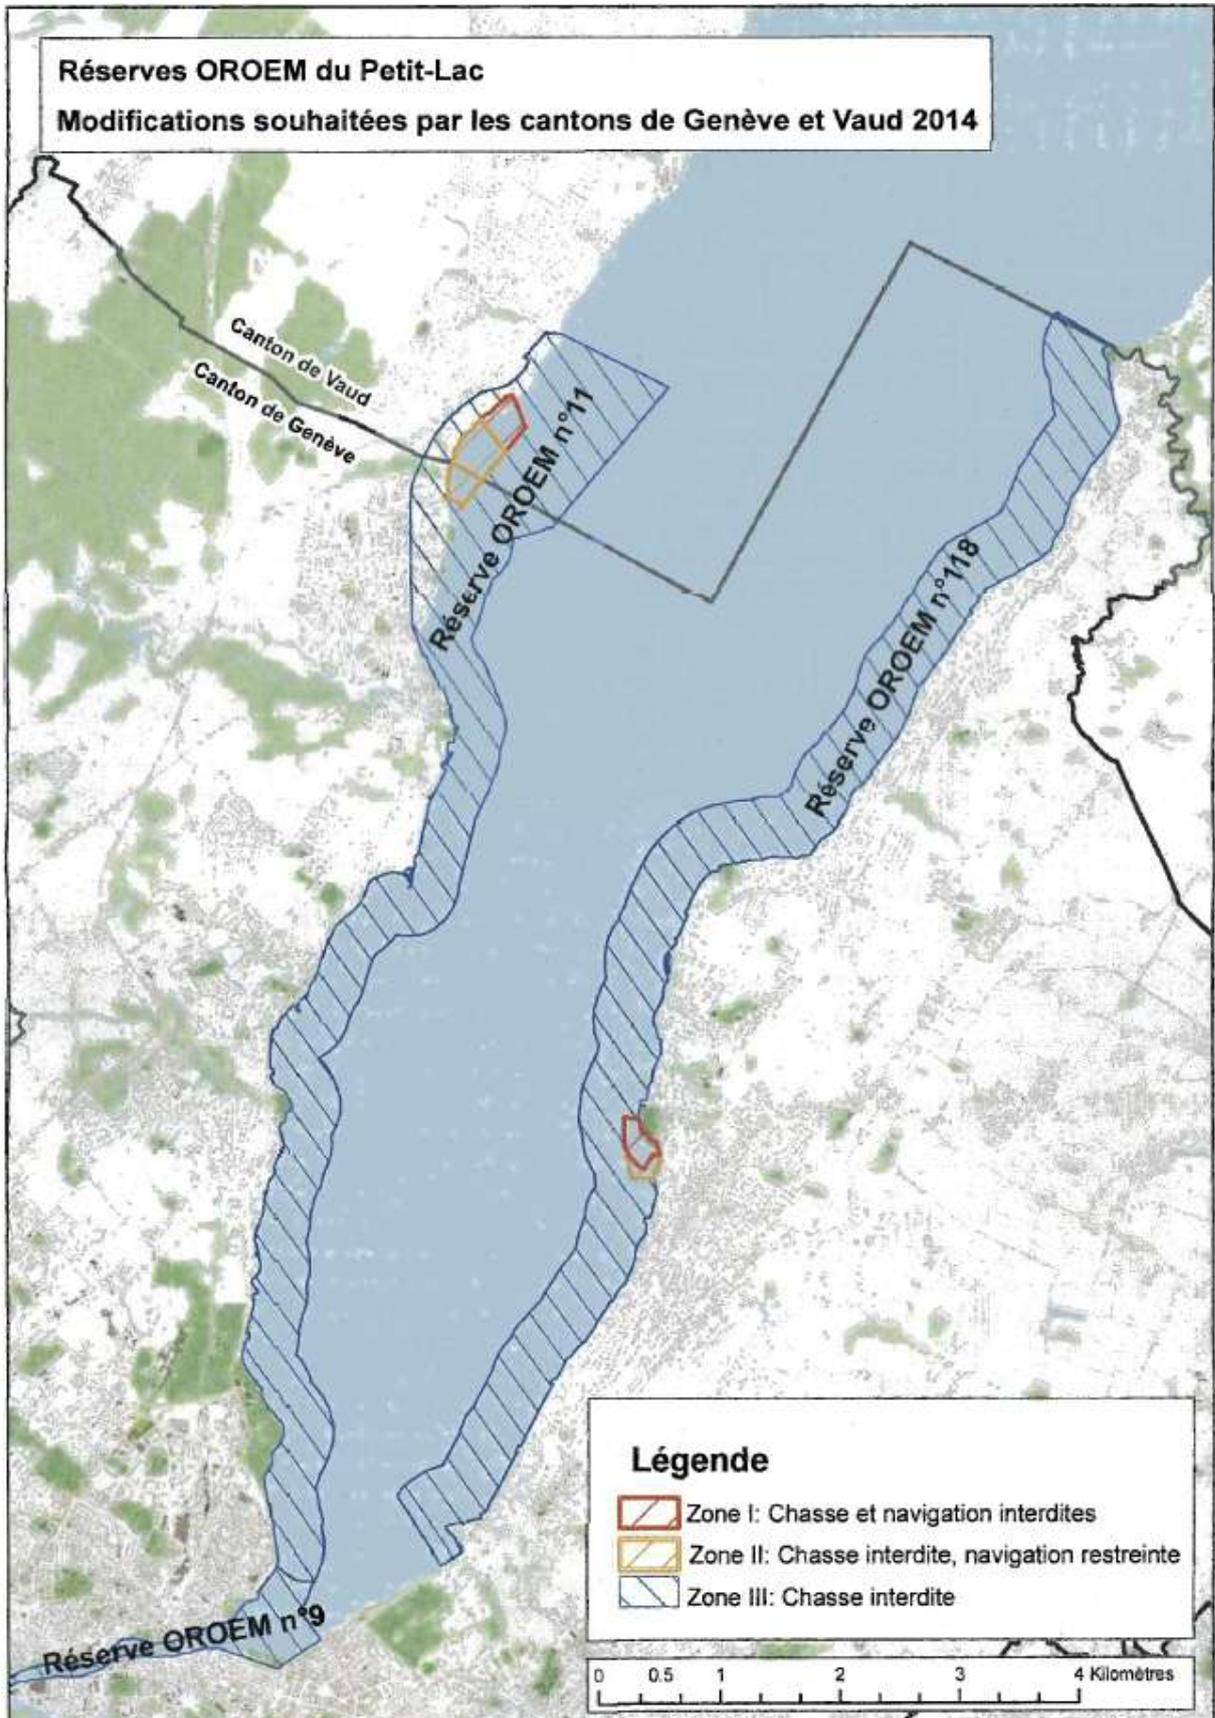 Réserves OROEM du Petit-Lac
Modifications souhaitées par les cantons de Genève et Vaud 2014
Canton de Vaud
Canton de Genève
Réserve OROEM n°11
Réserve OROEM n°118
Réserve OROEM n°9
Légende
Zone I: Chasse et navigation interdites
Zone II: Chasse interdite, navigation restreinte
Zone III: Chasse interdite
0 0.5 1 2 3 4 Kilomètres